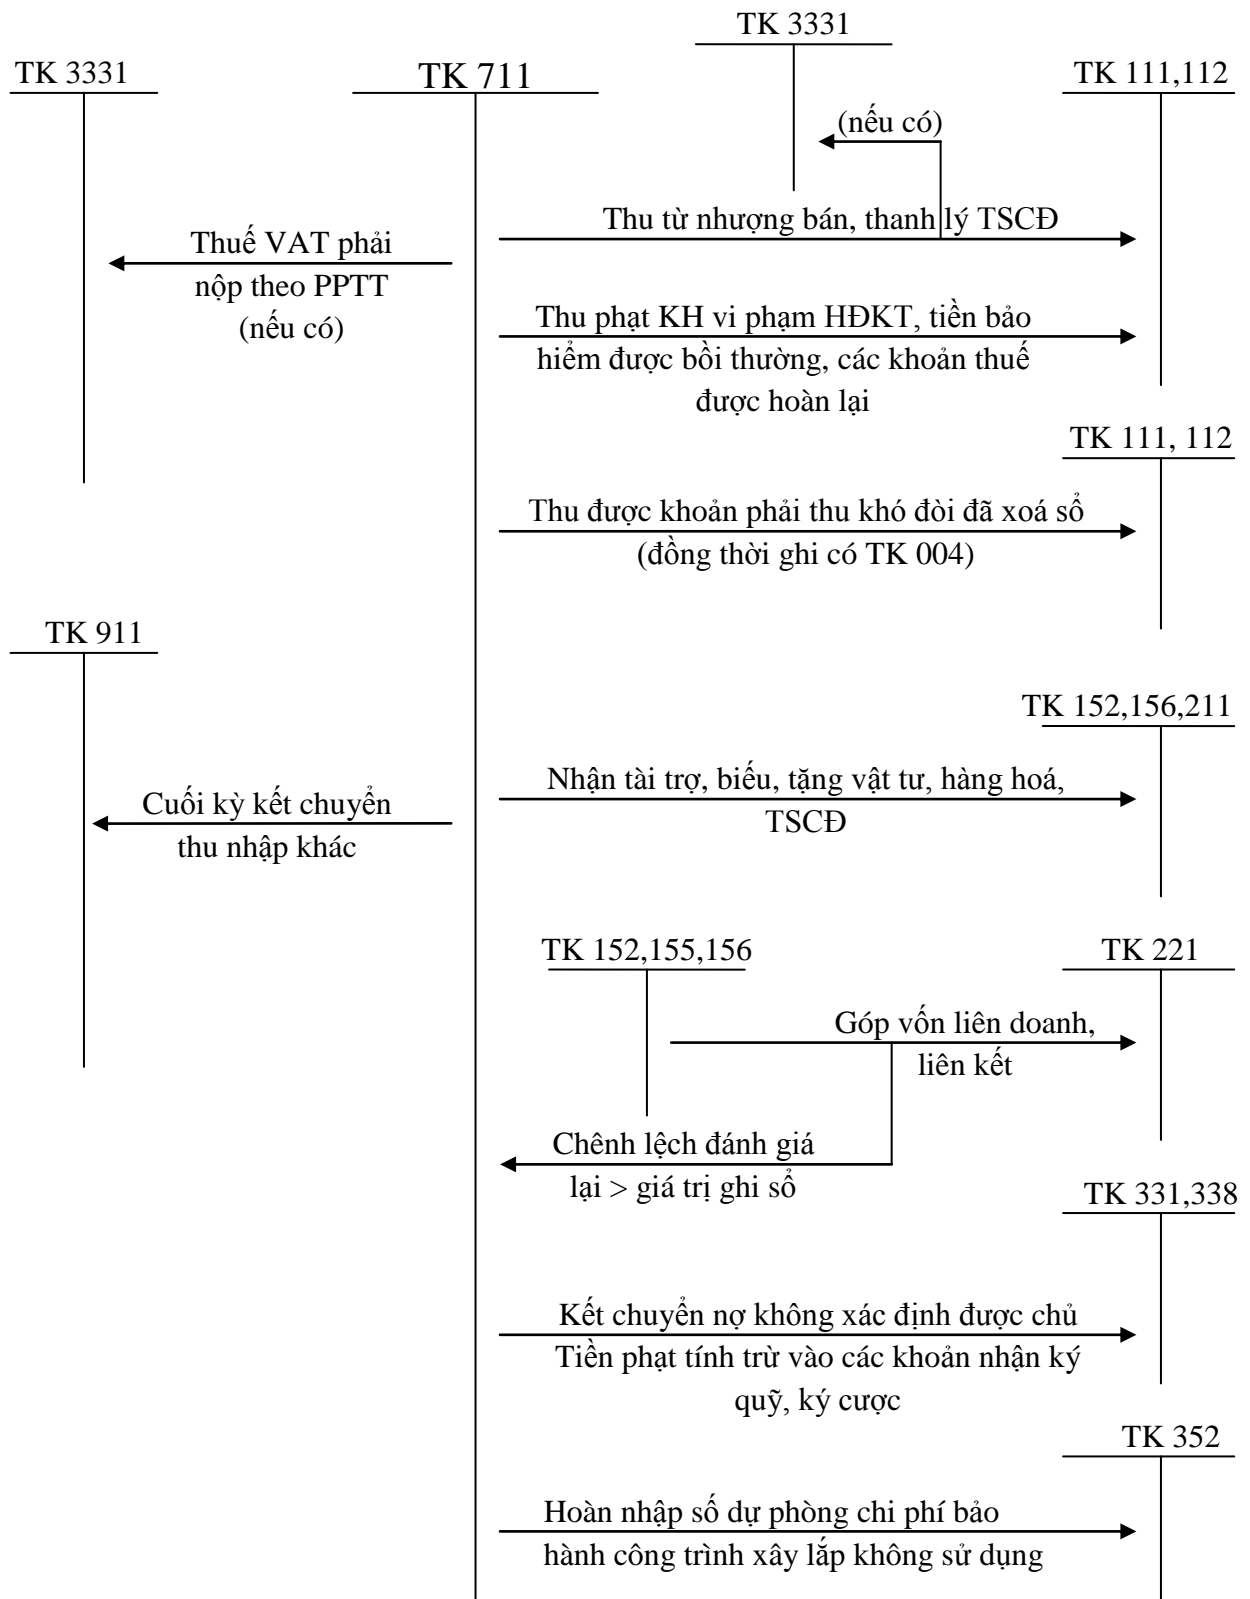 TK 3331
TK 3331
TK 711
TK 111,112
(nếu có)
Thu từ nhượng bán, thanh lý TSCĐ
Thuế VAT phải
nộp theo PPTT
(nếu có)
Thu phạt KH vi phạm HĐKT, tiền bảo
hiểm được bồi thường, các khoản thuế
được hoàn lại
TK 111, 112
Thu được khoản phải thu khó đòi đã xoá sổ
(đồng thời ghi có TK 004)
TK 911
TK 152,156,211
Nhận tài trợ, biếu, tặng vật tư, hàng hoá,
TSCĐ
Cuối kỳ kết chuyển
thu nhập khác
TK 152,155,156
TK 221
Góp vốn liên doanh,
liên kết
Chênh lệch đánh giá
lại > giá trị ghi sổ
TK 331,338
Kết chuyển nợ không xác định được chủ
Tiền phạt tính trừ vào các khoản nhận ký
quỹ, ký cược
TK 352
Hoàn nhập số dự phòng chi phí bảo
hành công trình xây lắp không sử dụng